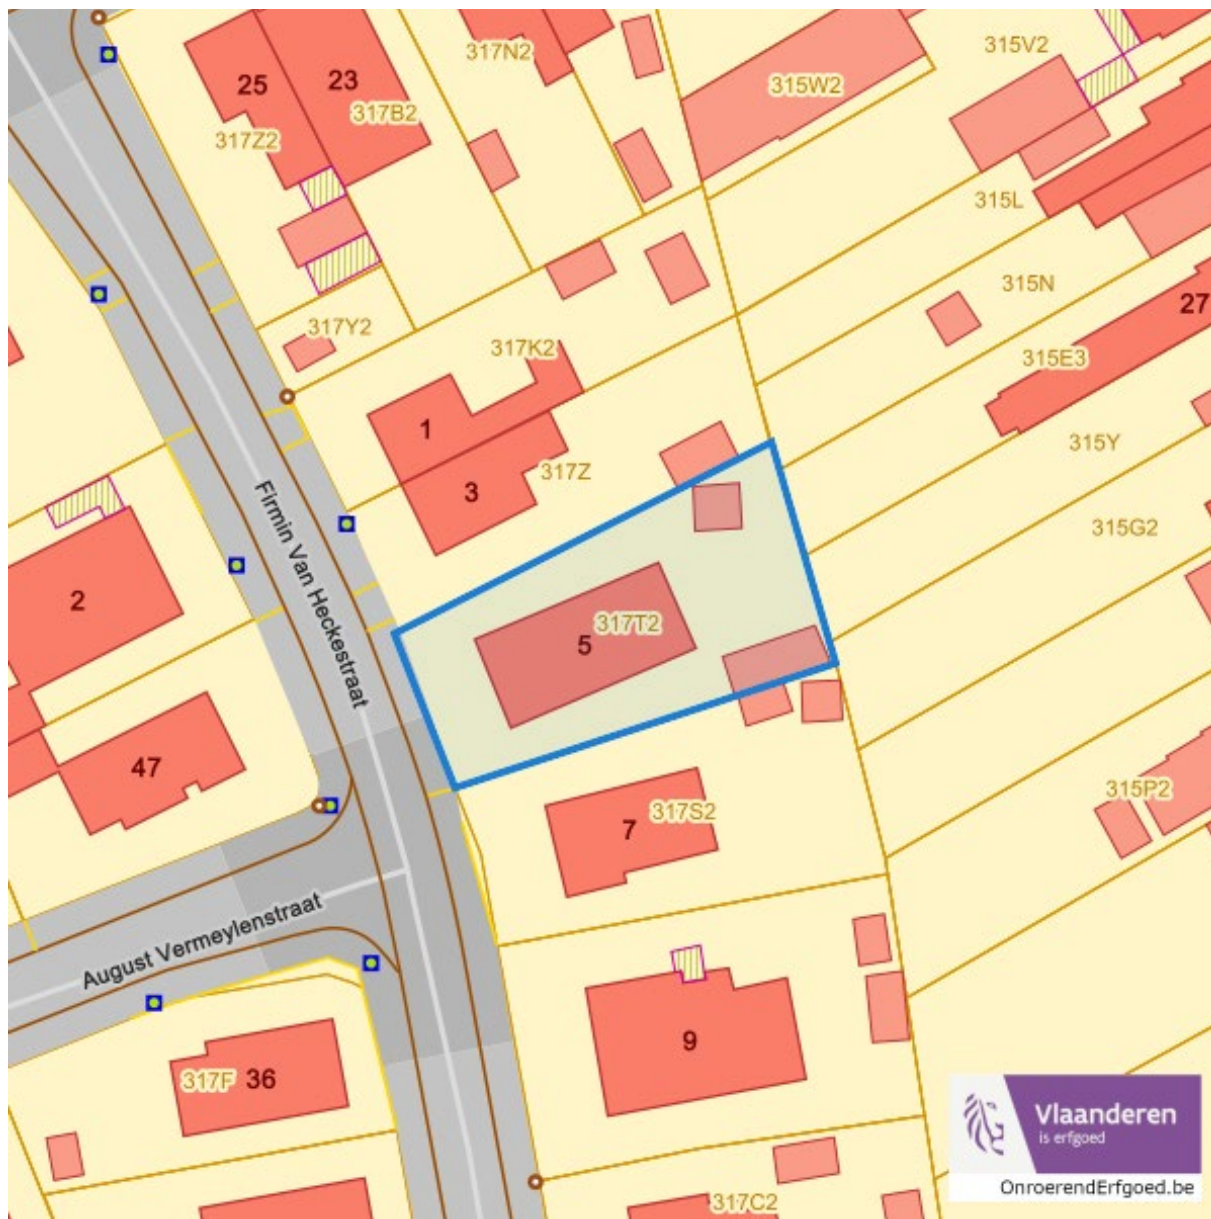 317N2
315V2
25
23
315W2
317B2
317Z2
315L
315N
27
317Y2
317K2
315E3
1
315Y
317Z
3
Firmin Van Heckestraat
315G2
2
317T2
5
47
315P2
317S2
7
August Vermeylenstraat
9
317F
36
Vlaanderen
is erfgoed
OnroerendErfgoed.be
317C2